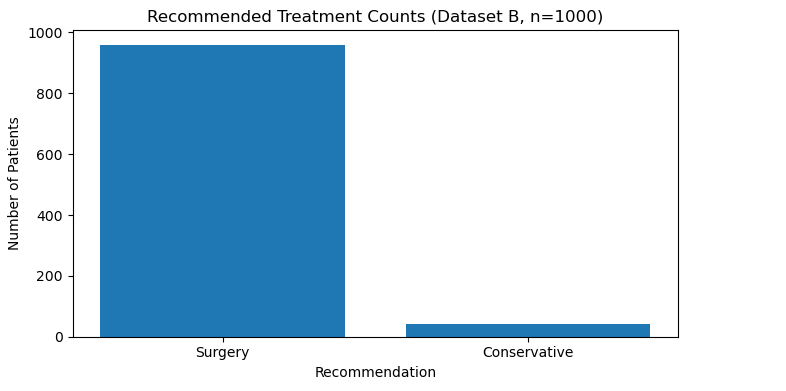 Recommended Treatment Counts (Dataset B, n=1000)
1000
800
600
400
200
0
Number of Patients
Surgery
Conservative
Recommendation